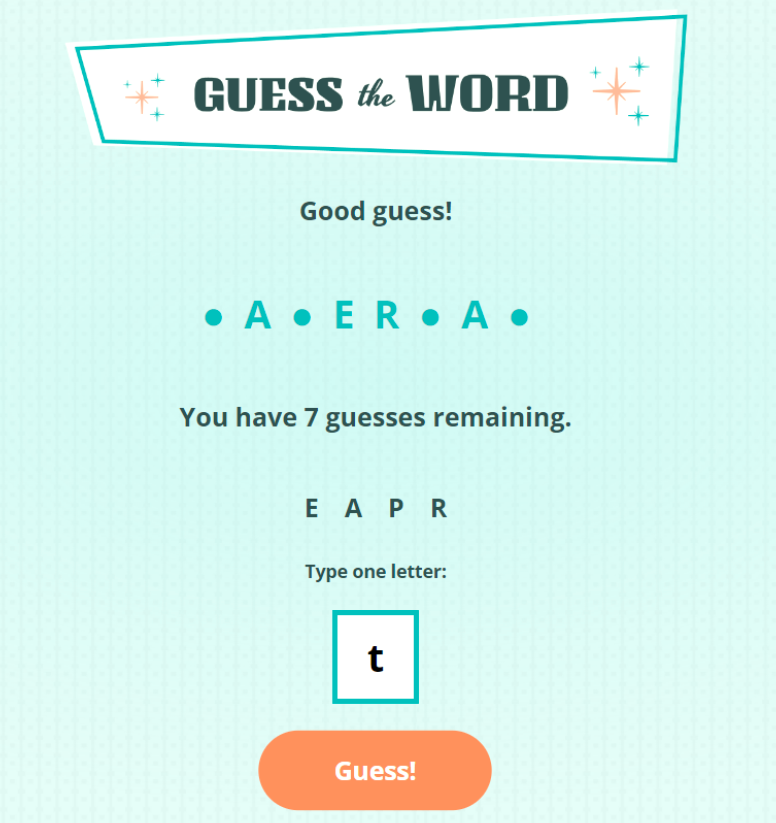 GUESS the WORD
Good guess!
● A ● E R ● A ●
You have 7 guesses remaining.
E A P R
Type one letter:
t
Guess!